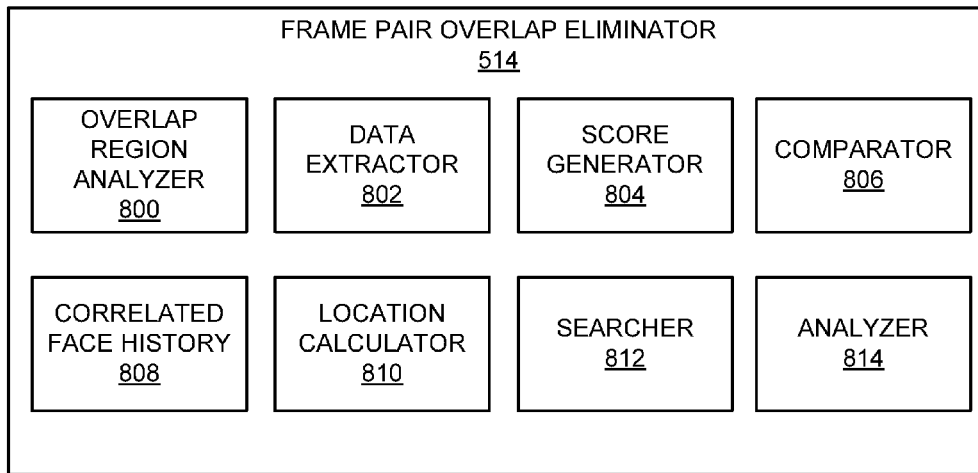 FRAME PAIR OVERLAP ELIMINATOR
514
OVERLAP
REGION
ANALYZER
800
DATA
EXTRACTOR
802
SCORE
GENERATOR
804
COMPARATOR
806
CORRELATED
FACE HISTORY
808
LOCATION
CALCULATOR
810
SEARCHER
812
ANALYZER
814